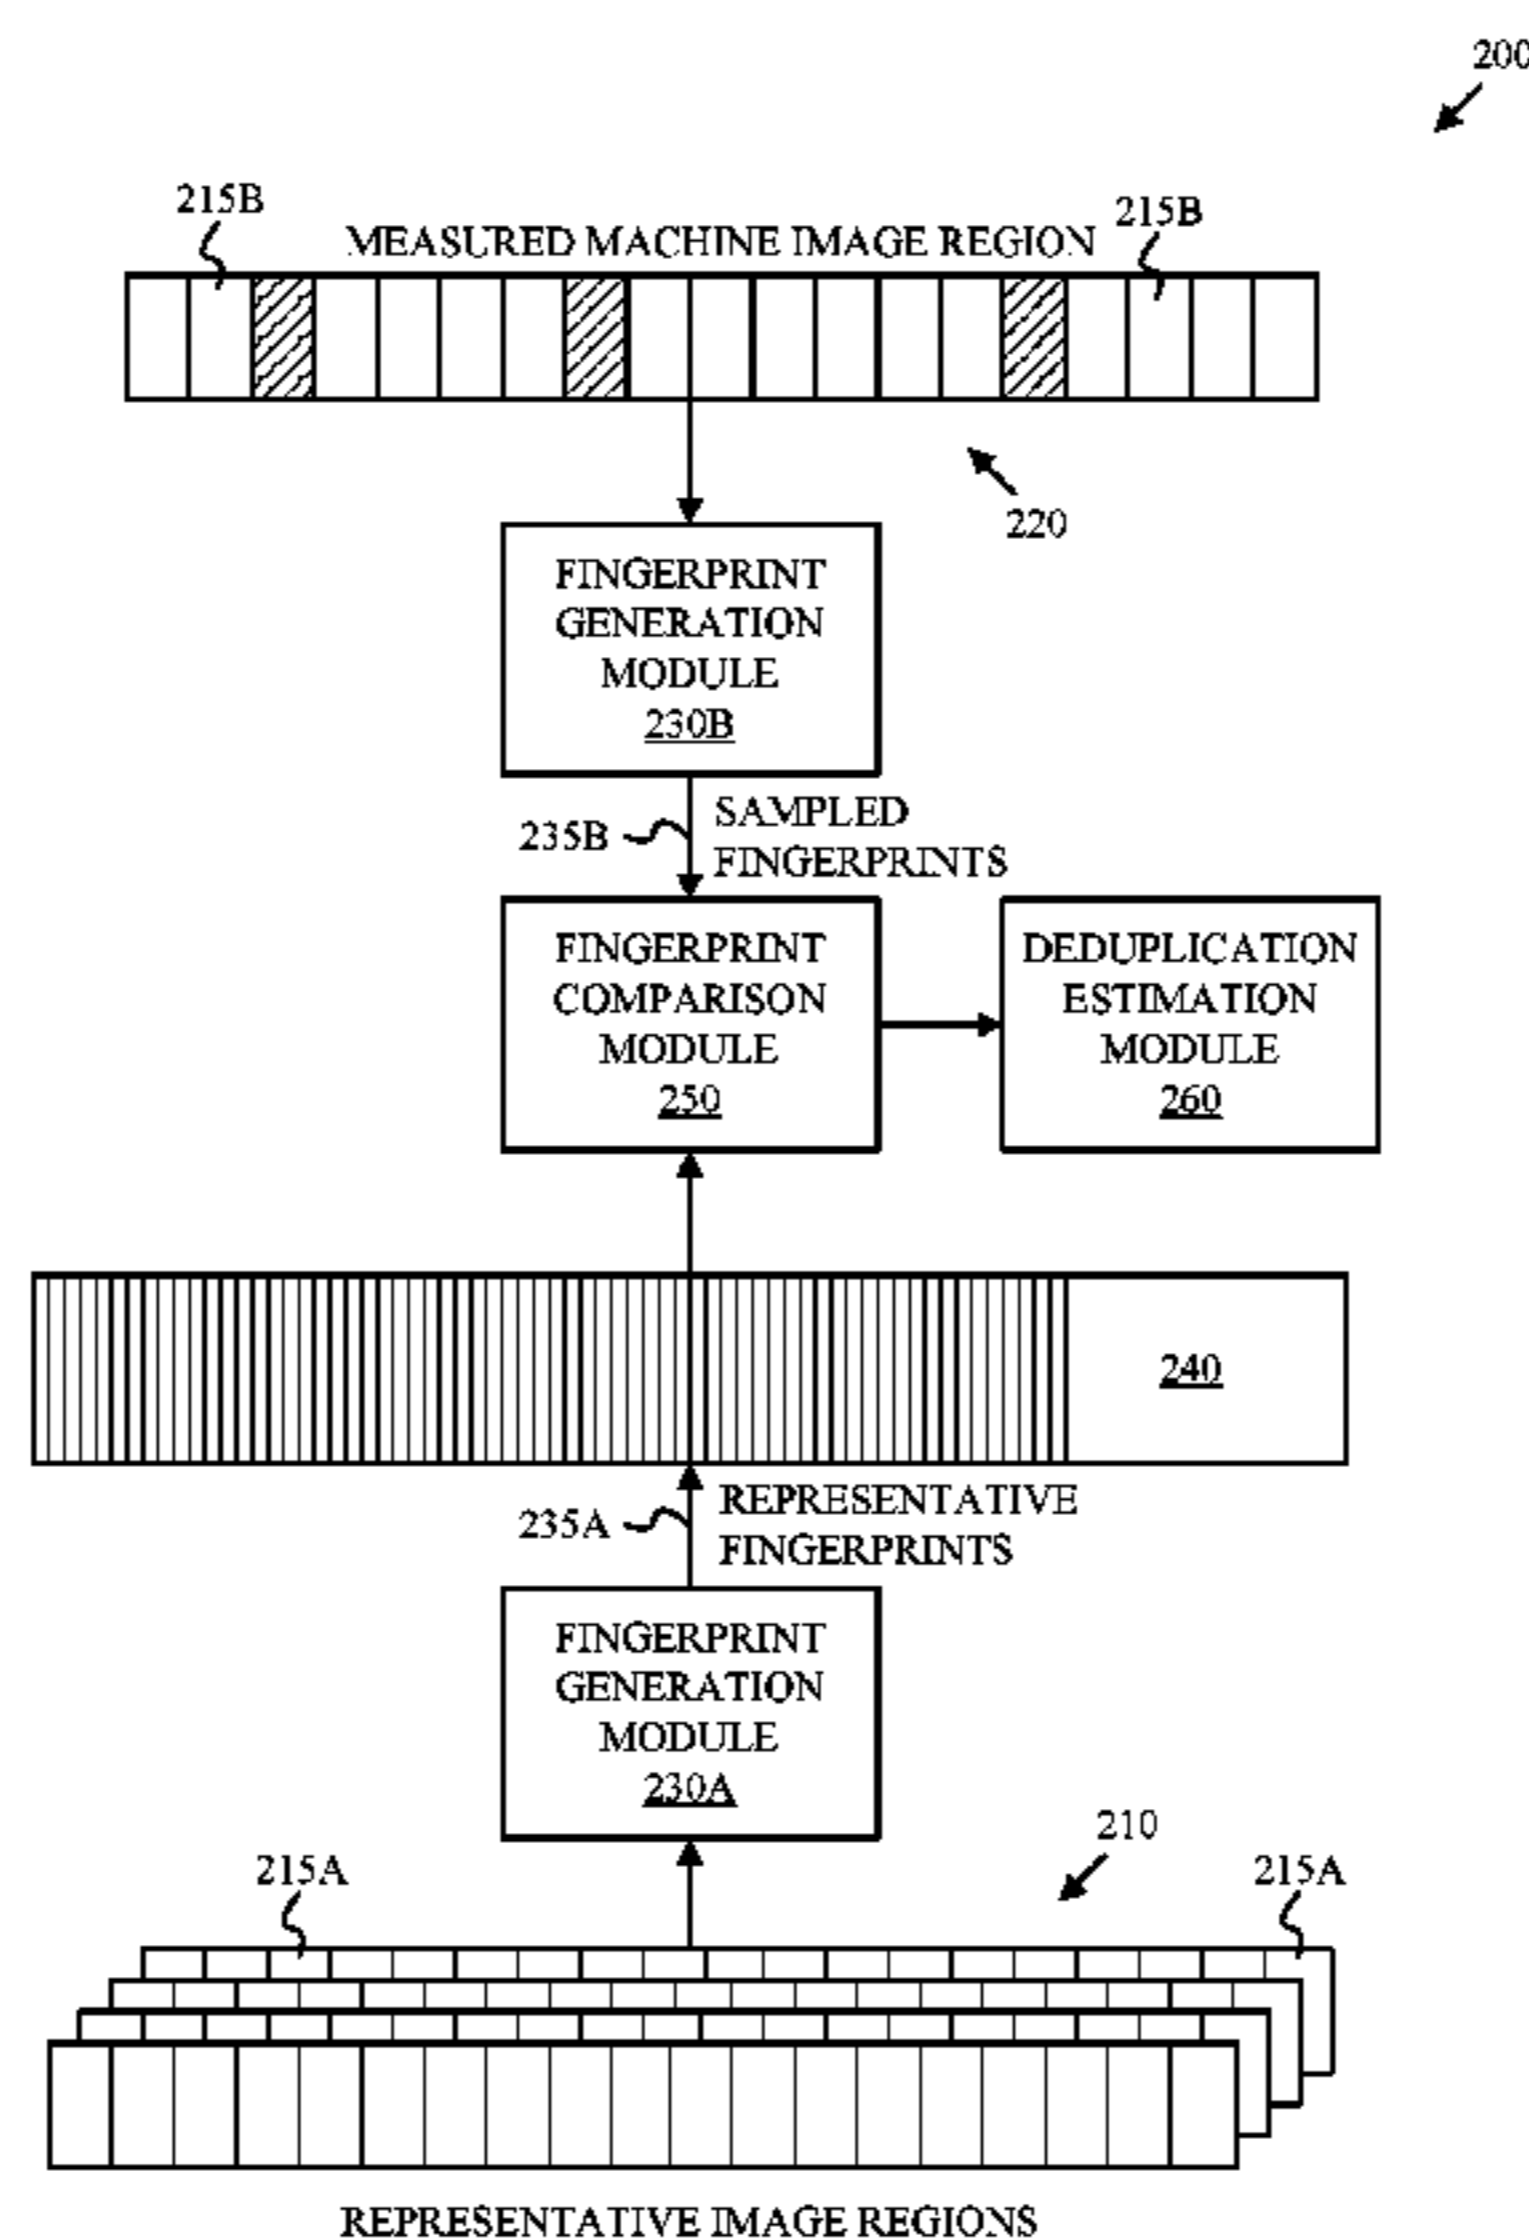 200
215B
MEASURED MACHINE IMAGE REGION
215B
220
FINGERPRINT
GENERATION
MODULE
230B
235B
SAMPLED
FINGERPRINTS
FINGERPRINT
COMPARISON
MODULE
250
DEDUPLICATION
ESTIMATION
MODULE
260
240
235A
REPRESENTATIVE
FINGERPRINTS
FINGERPRINT
GENERATION
MODULE
230A
210
215A
215A
REPRESENTATIVE IMAGE REGIONS